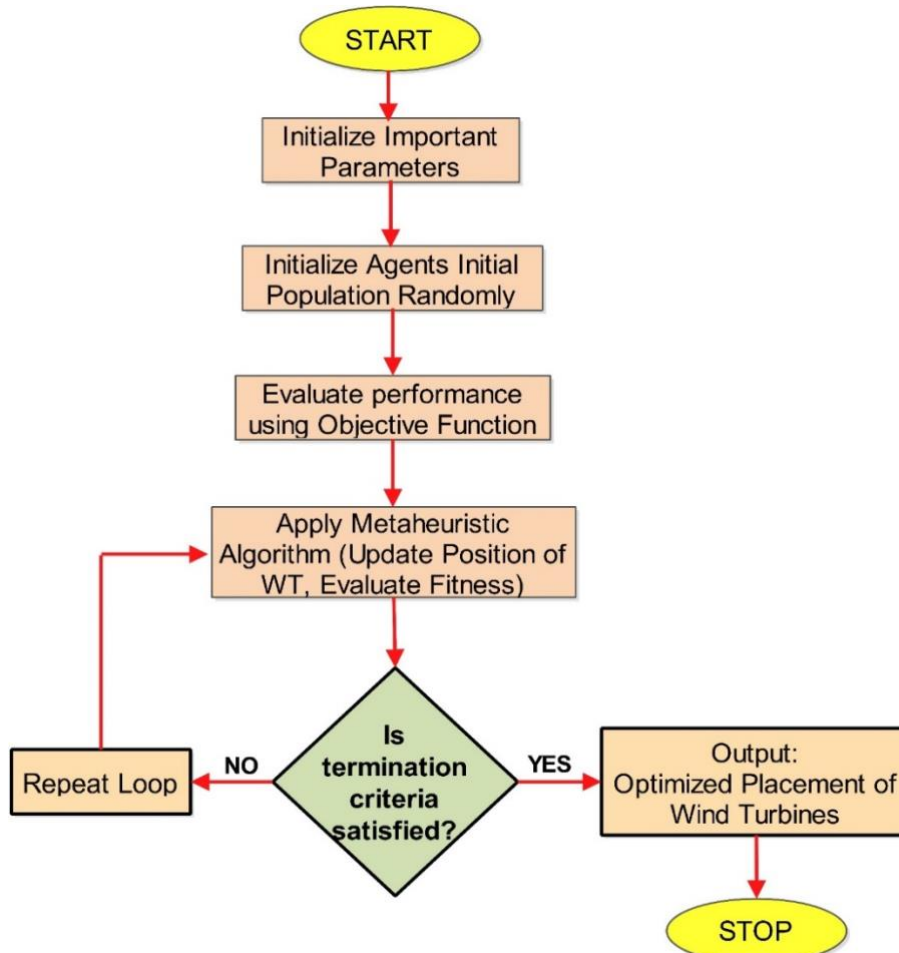 START
Initialize Important
Parameters
Initialize Agents Initial
Population Randomly
Evaluate performance
using Objective Function
Apply Metaheuristic
Algorithm (Update Position of
WT, Evaluate Fitness)
Is
termination
criteria
satisfied?
NO
Repeat Loop
YES
Output:
Optimized Placement of
Wind Turbines
STOP